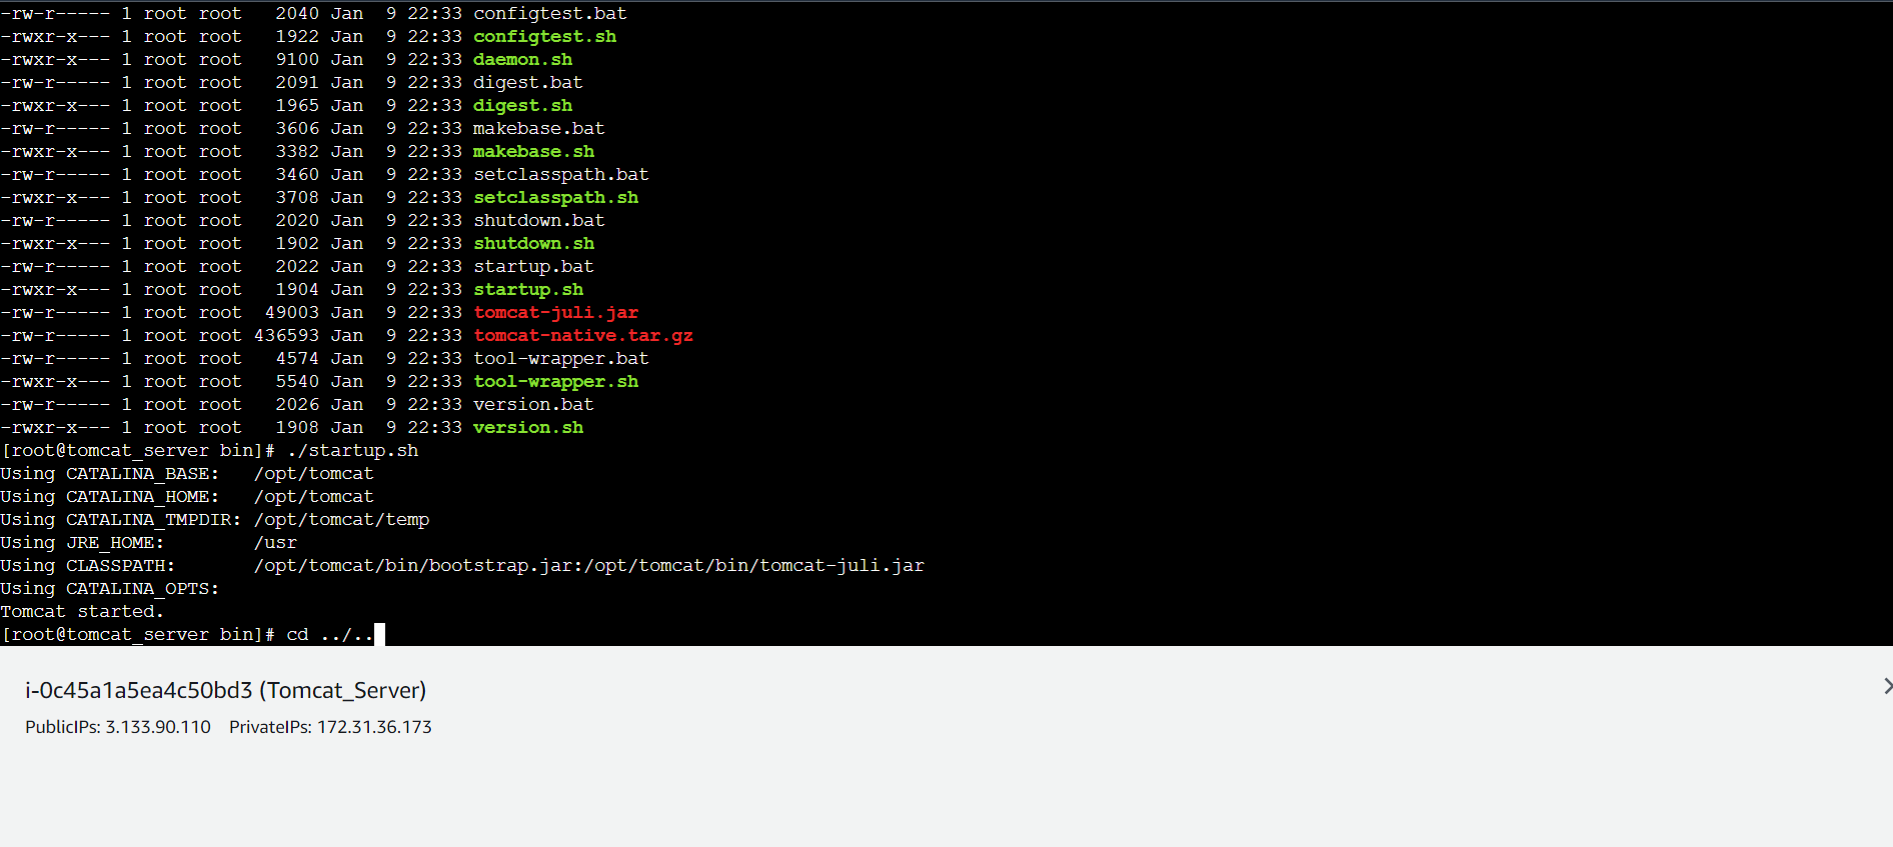 -rw-r----- 1 root root   2040 Jan  9 22:33 configtest.bat
-rwxr-x--- 1 root root   1922 Jan  9 22:33 configtest.sh
-rwxr-x--- 1 root root   9100 Jan  9 22:33 daemon.sh
-rw-r----- 1 root root   2091 Jan  9 22:33 digest.bat
-rwxr-x--- 1 root root   1965 Jan  9 22:33 digest.sh
-rw-r----- 1 root root   3606 Jan  9 22:33 makebase.bat
-rwxr-x--- 1 root root   3382 Jan  9 22:33 makebase.sh
-rw-r----- 1 root root   3460 Jan  9 22:33 setclasspath.bat
-rwxr-x--- 1 root root   3708 Jan  9 22:33 setclasspath.sh
-rw-r----- 1 root root   2020 Jan  9 22:33 shutdown.bat
-rwxr-x--- 1 root root   1902 Jan  9 22:33 shutdown.sh
-rw-r----- 1 root root   2022 Jan  9 22:33 startup.bat
-rwxr-x--- 1 root root   1904 Jan  9 22:33 startup.sh
-rw-r----- 1 root root  49003 Jan  9 22:33 tomcat-juli.jar
-rw-r----- 1 root root 436593 Jan  9 22:33 tomcat-native.tar.gz
-rw-r----- 1 root root   4574 Jan  9 22:33 tool-wrapper.bat
-rwxr-x--- 1 root root   5540 Jan  9 22:33 tool-wrapper.sh
-rw-r----- 1 root root   2026 Jan  9 22:33 version.bat
-rwxr-x--- 1 root root   1908 Jan  9 22:33 version.sh
[root@tomcat_server bin]# ./startup.sh
Using CATALINA_BASE:   /opt/tomcat
Using CATALINA_HOME:   /opt/tomcat
Using CATALINA_TMPDIR: /opt/tomcat/temp
Using JRE_HOME:        /usr
Using CLASSPATH:       /opt/tomcat/bin/bootstrap.jar:/opt/tomcat/bin/tomcat-juli.jar
Using CATALINA_OPTS:
Tomcat started.
[root@tomcat_server bin]# cd ../..
i-0c45a1a5ea4c50bd3 (Tomcat_Server)
PublicIPs: 3.133.90.110    PrivateIPs: 172.31.36.173